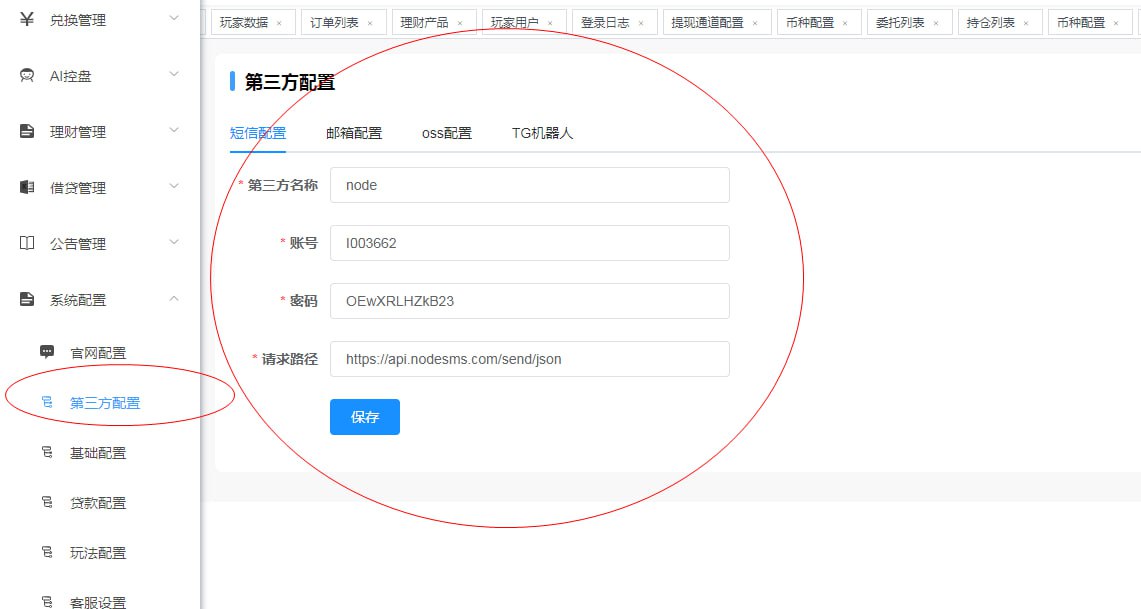 兑换管理
AI控盘
理财管理
借贷管理
公告管理
系统配置
官网配置
第三方配置
基础配置
贷款配置
玩法配置
客服设置
玩家数据 × 订单列表 × 理财产品 × 玩家用户 × 登录日志 × 提现通道配置 × 币种配置 × 委托列表 × 持仓列表 × 币种配置 ×
第三方配置
短信配置 邮箱配置 oss配置 TG机器人
* 第三方名称 node
* 账号 I003662
* 密码 OEwXRLHZkB23
* 请求路径 https://api.nodesms.com/send/json
保存